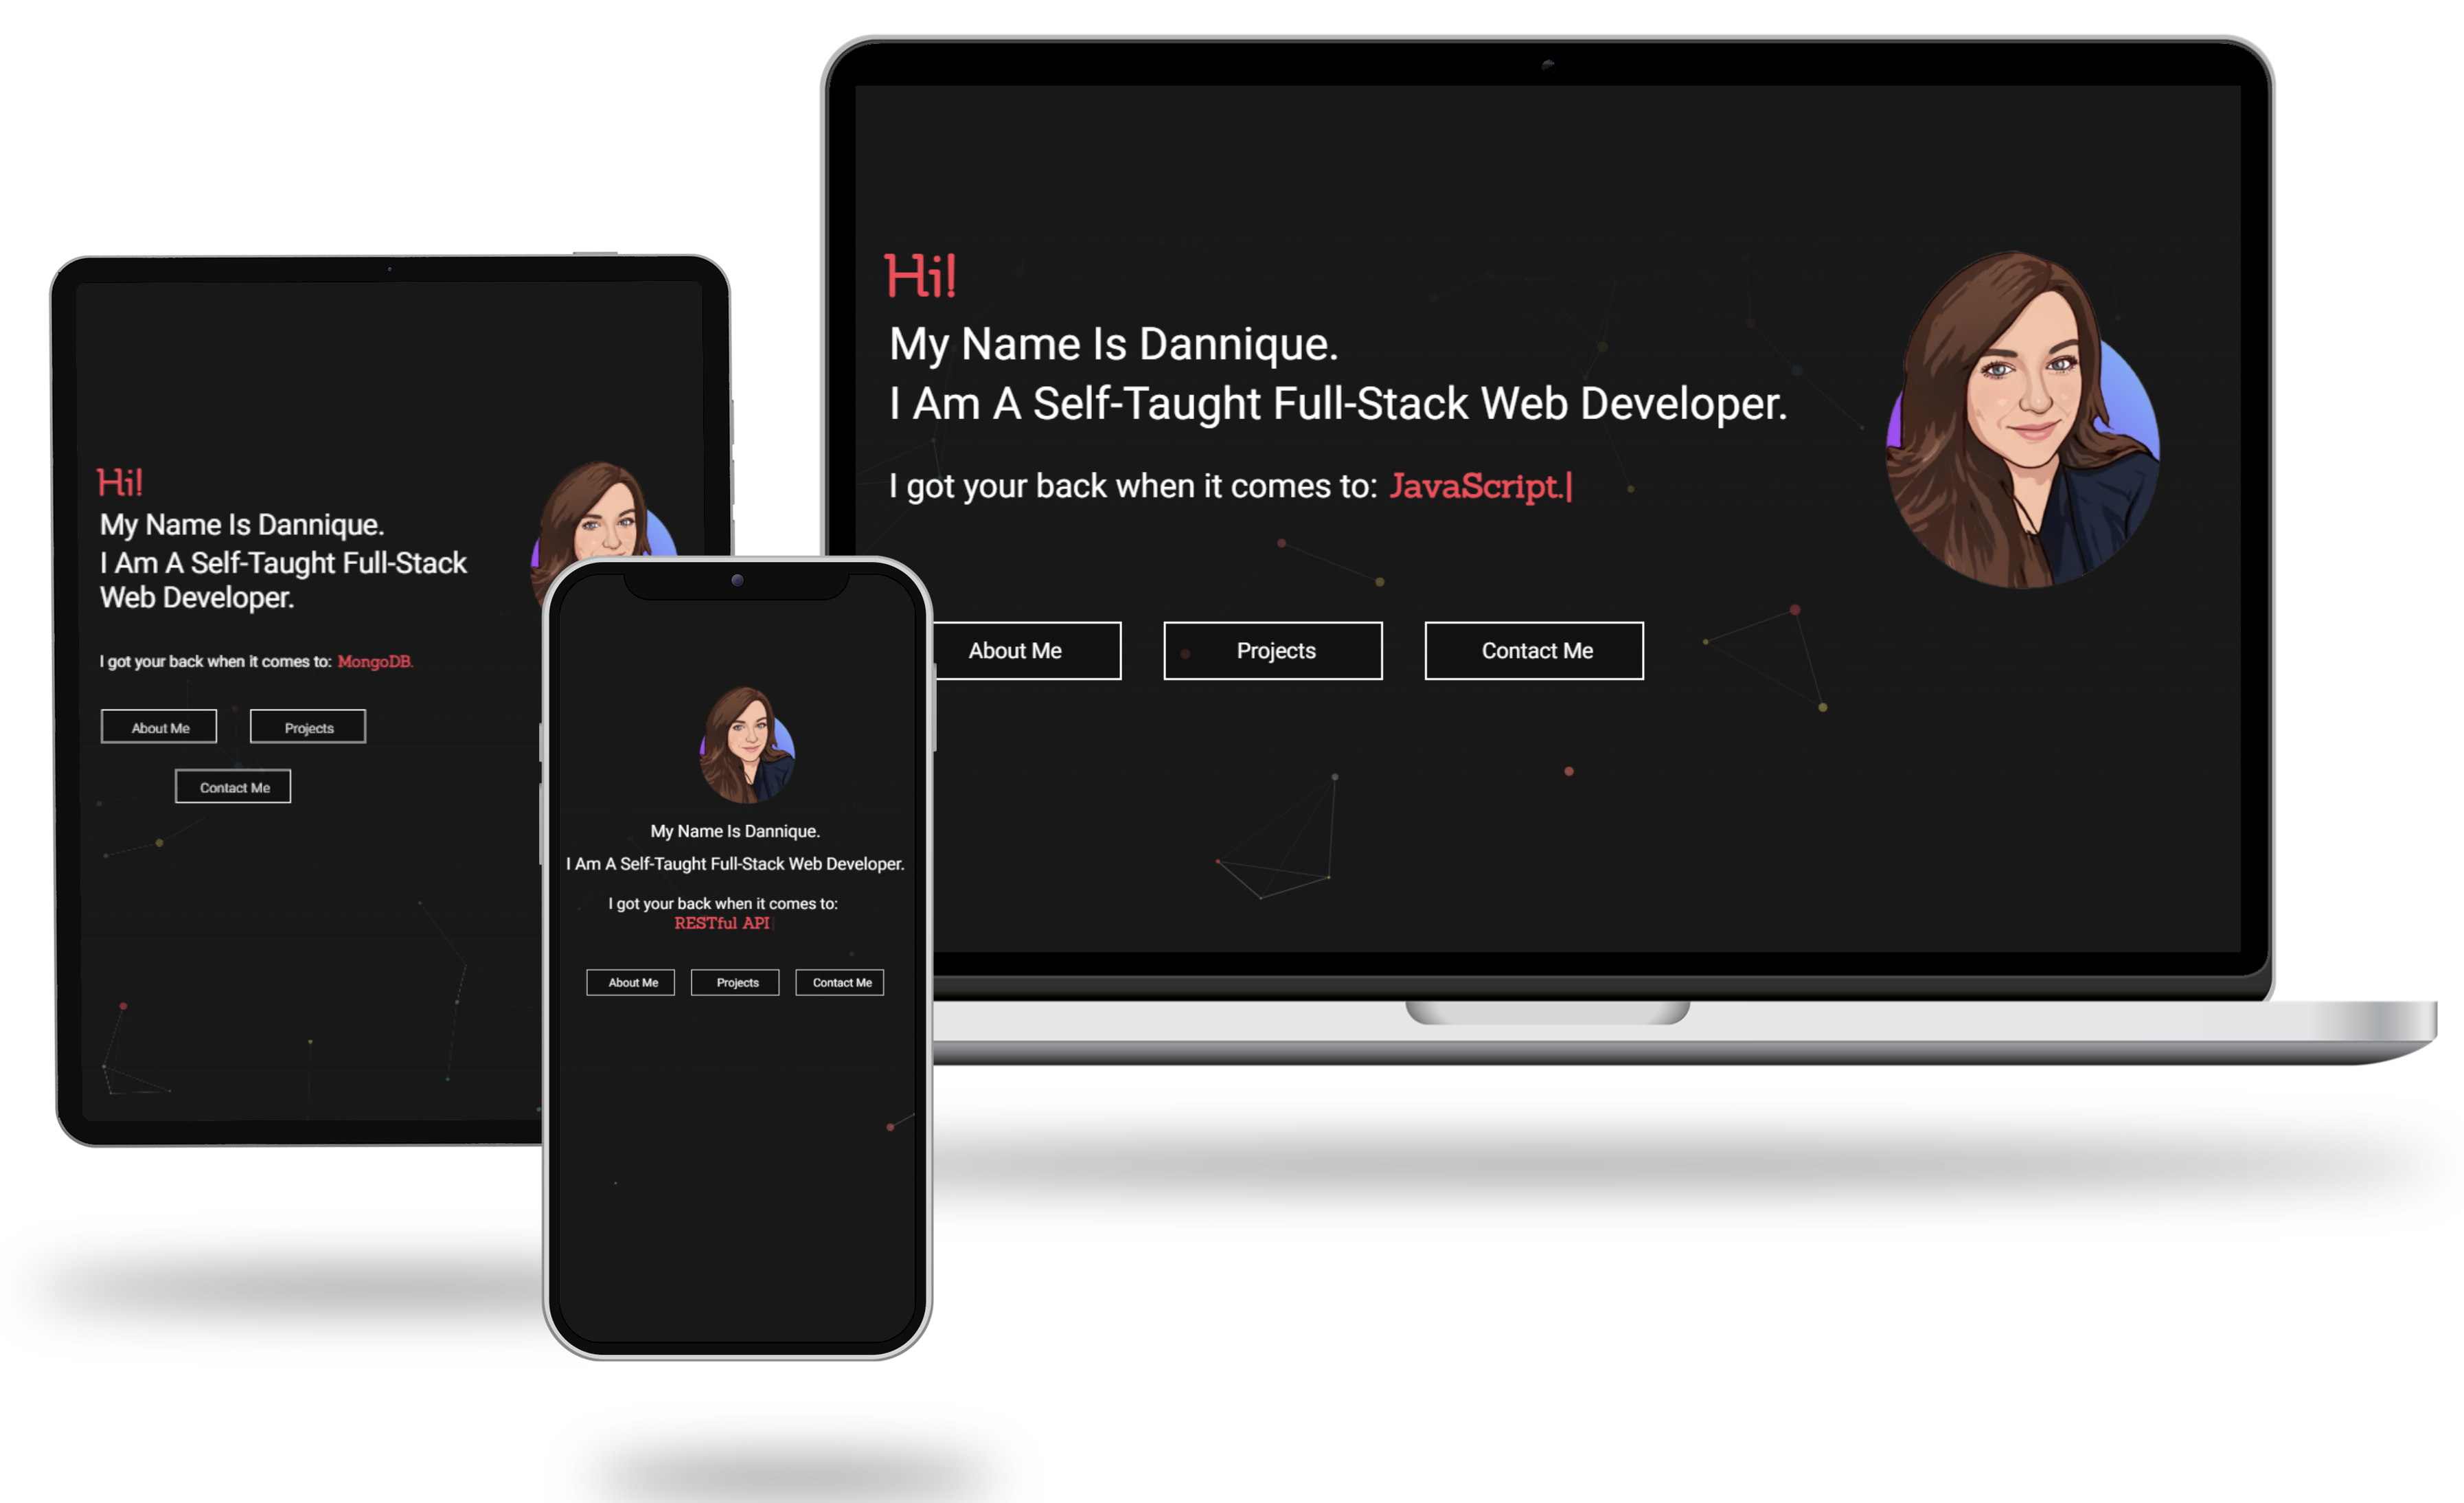 Hi!
My Name Is Dannique.
I Am A Self-Taught Full-Stack
Web Developer.
I got your back when it comes to: MongoDB.
About Me
Projects
Contact Me
My Name Is Dannique.
I Am A Self-Taught Full-Stack Web Developer.
I got your back when it comes to:
RESTful API
About Me
Projects
Contact Me
Hi!
My Name Is Dannique.
I Am A Self-Taught Full-Stack Web Developer.
I got your back when it comes to: JavaScript.|
About Me
Projects
Contact Me